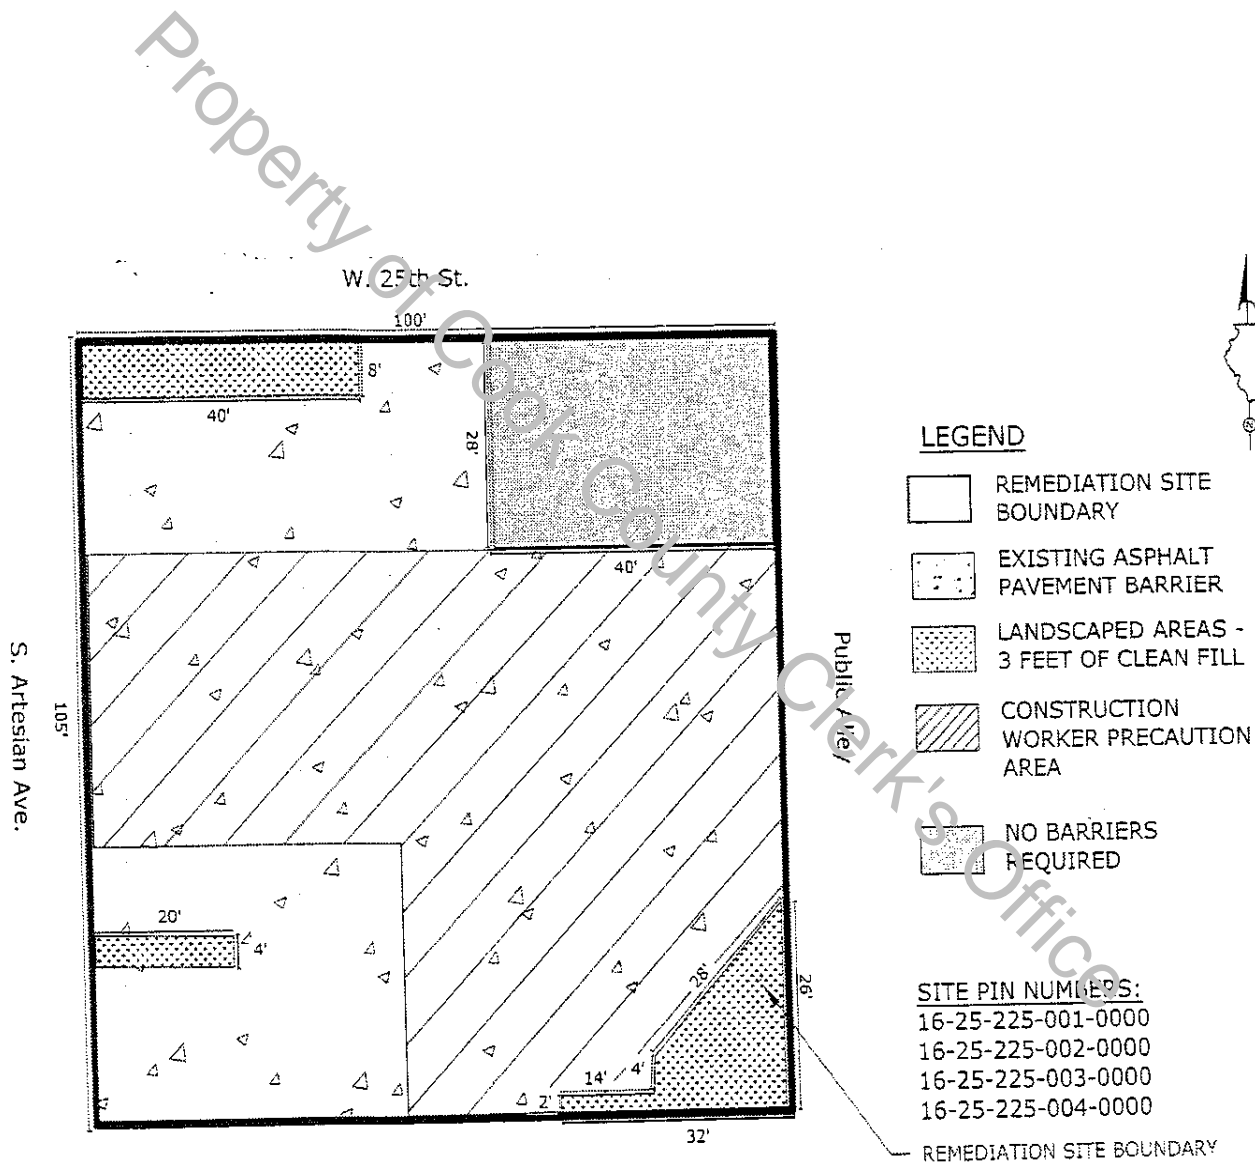 Property of Cook County Clerk's Office
W. 25th St.
100'
8'
40'
28'
40'
S. Artesian Ave.
105'
Public Alley
20'
4'
28'
26'
14'
4'
2'
32'
LEGEND
REMEDIATION SITE
BOUNDARY
EXISTING ASPHALT
PAVEMENT BARRIER
LANDSCAPED AREAS -
3 FEET OF CLEAN FILL
CONSTRUCTION
WORKER PRECAUTION
AREA
NO BARRIERS
REQUIRED
SITE PIN NUMBERS:
16-25-225-001-0000
16-25-225-002-0000
16-25-225-003-0000
16-25-225-004-0000
REMEDIATION SITE BOUNDARY